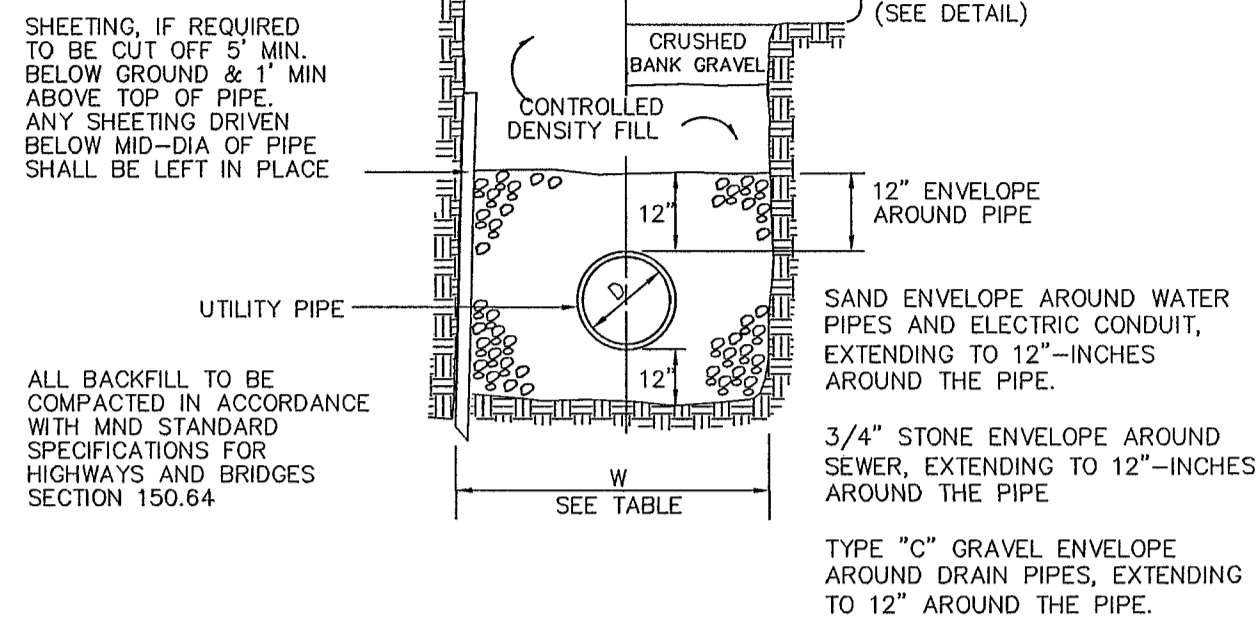 SHEETING, IF REQUIRED
TO BE CUT OFF 5' MIN.
BELOW GROUND & 1' MIN
ABOVE TOP OF PIPE.
ANY SHEETING DRIVEN
BELOW MID-DIA OF PIPE
SHALL BE LEFT IN PLACE
(SEE DETAIL)
CRUSHED
BANK GRAVEL
CONTROLLED
DENSITY FILL
12"
12" ENVELOPE
AROUND PIPE
D
UTILITY PIPE
12"
ALL BACKFILL TO BE
COMPACTED IN ACCORDANCE
WITH MND STANDARD
SPECIFICATIONS FOR
HIGHWAYS AND BRIDGES
SECTION 150.64
W
SEE TABLE
SAND ENVELOPE AROUND WATER
PIPES AND ELECTRIC CONDUIT,
EXTENDING TO 12"-INCHES
AROUND THE PIPE.
3/4" STONE ENVELOPE AROUND
SEWER, EXTENDING TO 12"-INCHES
AROUND THE PIPE
TYPE "C" GRAVEL ENVELOPE
AROUND DRAIN PIPES, EXTENDING
TO 12" AROUND THE PIPE.